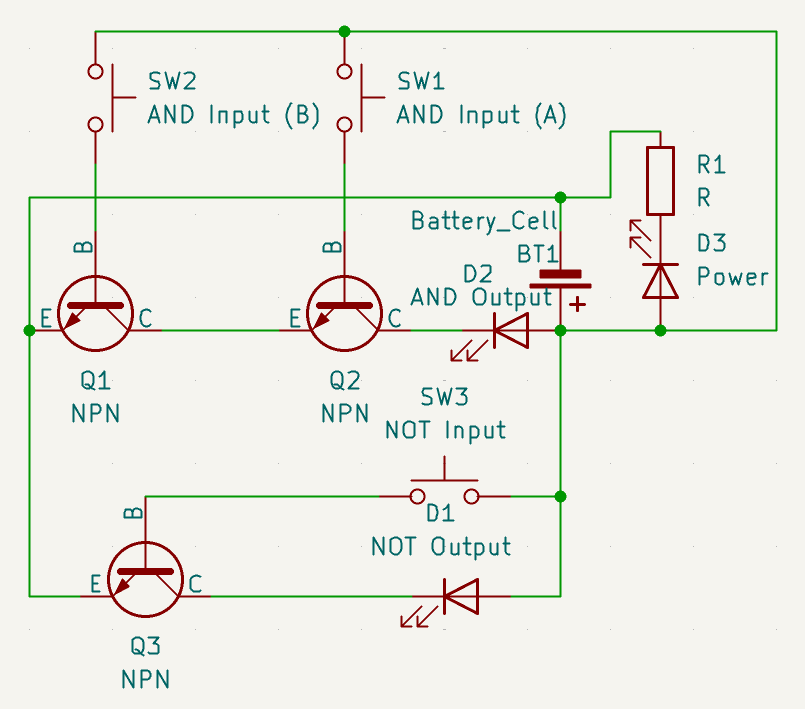 SW2
AND Input (B)
SW1
AND Input (A)
R1
R
Battery_Cell
BT1
D3
Power
B
B
D2
AND Output
+
E
C
E
C
Q1
NPN
Q2
NPN
SW3
NOT Input
B
D1
NOT Output
E
C
Q3
NPN